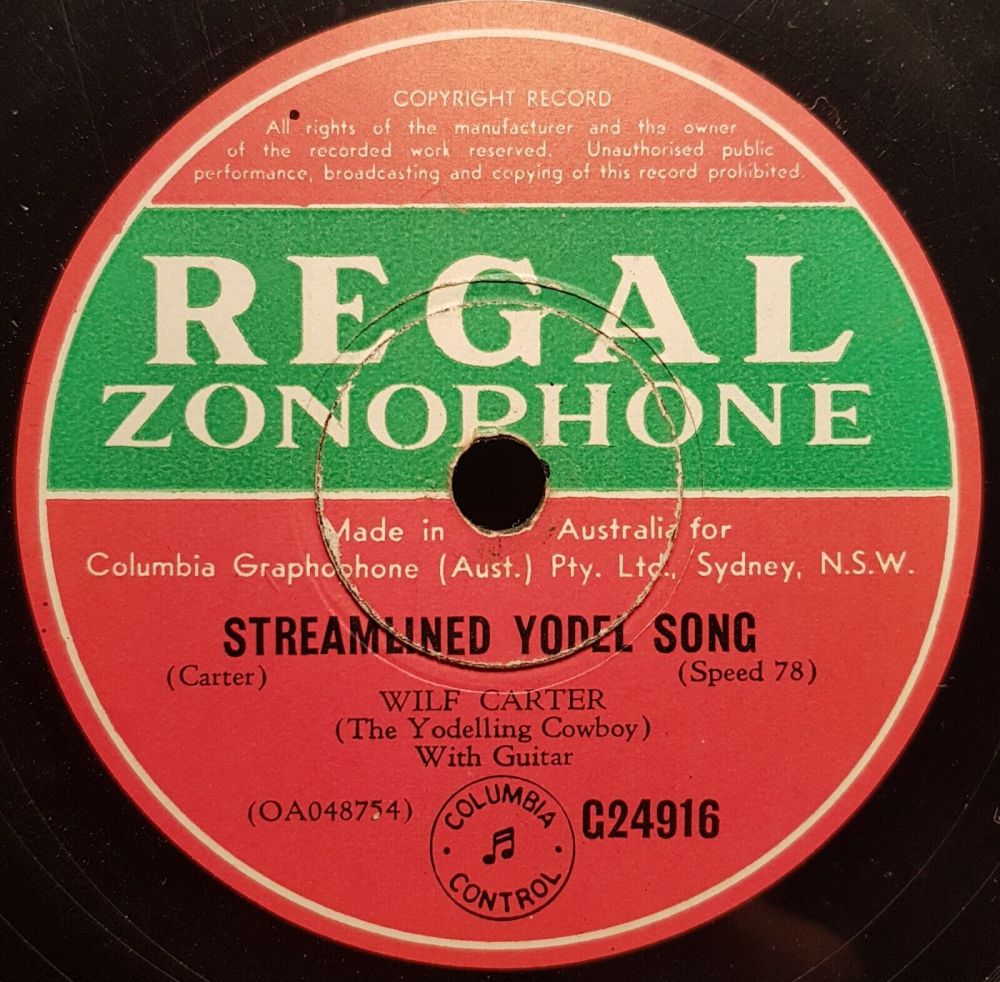 COPYRIGHT RECORD
All rights of the manufacturer and the owner
of the recorded work reserved. Unauthorised public
performance, broadcasting and copying of this record prohibited.
REGAL
ZONOPHONE
Made in Australia for
Columbia Graphophone (Aust.) Pty. Ltd., Sydney, N.S.W.
STREAMLINED YODEL SONG
(Carter) (Speed 78)
WILF CARTER
(The Yodelling Cowboy)
With Guitar
(OA048754)
COLUMBIA
CONTROL
G24916